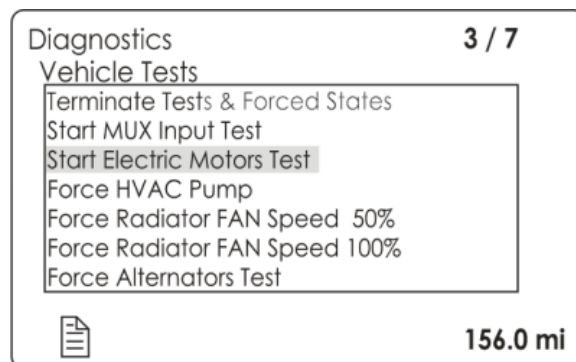 Diagnostics 3 / 7
Vehicle Tests
Terminate Tests & Forced States
Start MUX Input Test
Start Electric Motors Test
Force HVAC Pump
Force Radiator FAN Speed 50%
Force Radiator FAN Speed 100%
Force Alternators Test
156.0 mi